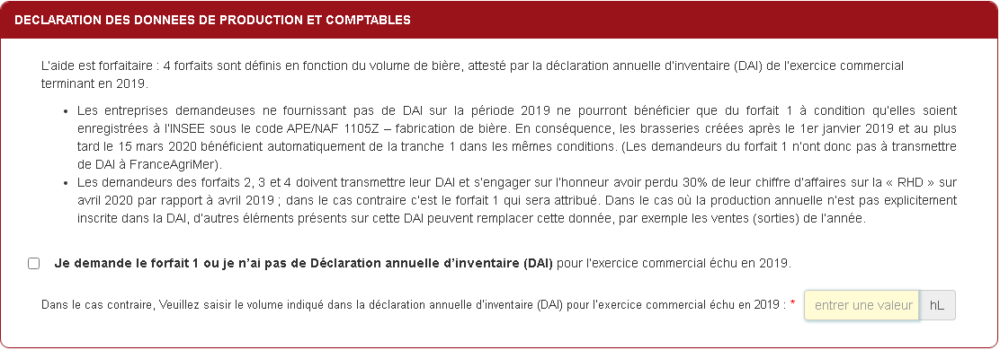 DECLARATION DES DONNEES DE PRODUCTION ET COMPTABLES
L'aide est forfaitaire : 4 forfaits sont définis en fonction du volume de bière, attesté par la déclaration annuelle d'inventaire (DAI) de l'exercice commercial
terminant en 2019.
• Les entreprises demandeuses ne fournissant pas de DAI sur la période 2019 ne pourront bénéficier que du forfait 1 à condition qu'elles soient
enregistrées à l'INSEE sous le code APE/NAF 1105Z – fabrication de bière. En conséquence, les brasseries créées après le 1er janvier 2019 et au plus
tard le 15 mars 2020 bénéficient automatiquement de la tranche 1 dans les mêmes conditions. (Les demandeurs du forfait 1 n'ont donc pas à transmettre
de DAI à FranceAgriMer).
• Les demandeurs des forfaits 2, 3 et 4 doivent transmettre leur DAI et s'engager sur l'honneur avoir perdu 30% de leur chiffre d'affaires sur la « RHD » sur
avril 2020 par rapport à avril 2019 ; dans le cas contraire c'est le forfait 1 qui sera attribué. Dans le cas où la production annuelle n'est pas explicitement
inscrite dans la DAI, d'autres éléments présents sur cette DAI peuvent remplacer cette donnée, par exemple les ventes (sorties) de l'année.
Je demande le forfait 1 ou je n'ai pas de Déclaration annuelle d'inventaire (DAI) pour l'exercice commercial échu en 2019.
Dans le cas contraire, Veuillez saisir le volume indiqué dans la déclaration annuelle d'inventaire (DAI) pour l'exercice commercial échu en 2019 : * entrer une valeur hL